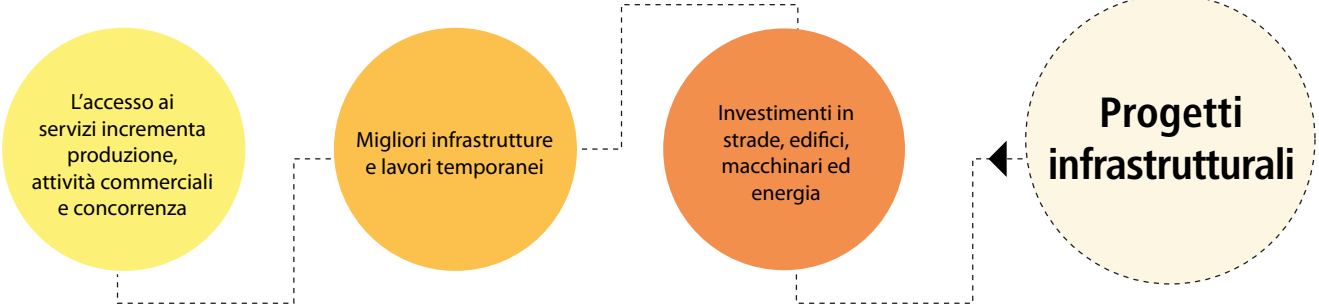 L’accesso ai
servizi incrementa
produzione,
attività commerciali
e concorrenza
Migliori infrastrutture
e lavori temporanei
Investimenti in
strade, edifici,
macchinari ed
energia
Progetti
infrastrutturali